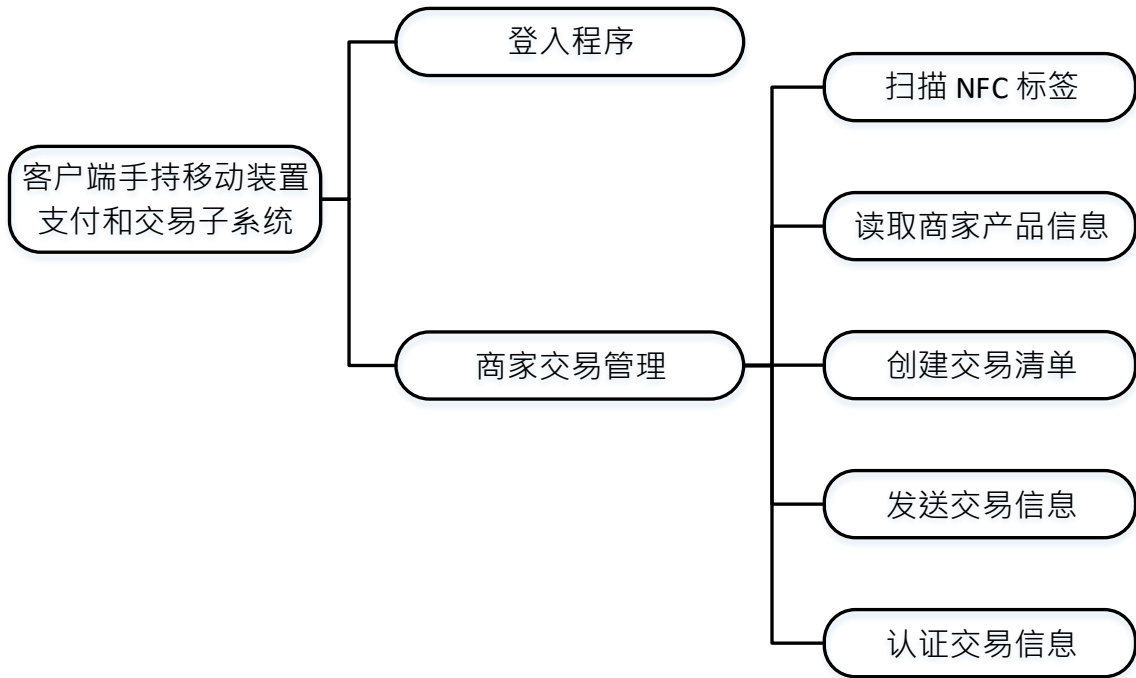 客户端手持移动装置
支付和交易子系统
登入程序
商家交易管理
扫描 NFC 标签
读取商家产品信息
创建交易清单
发送交易信息
认证交易信息